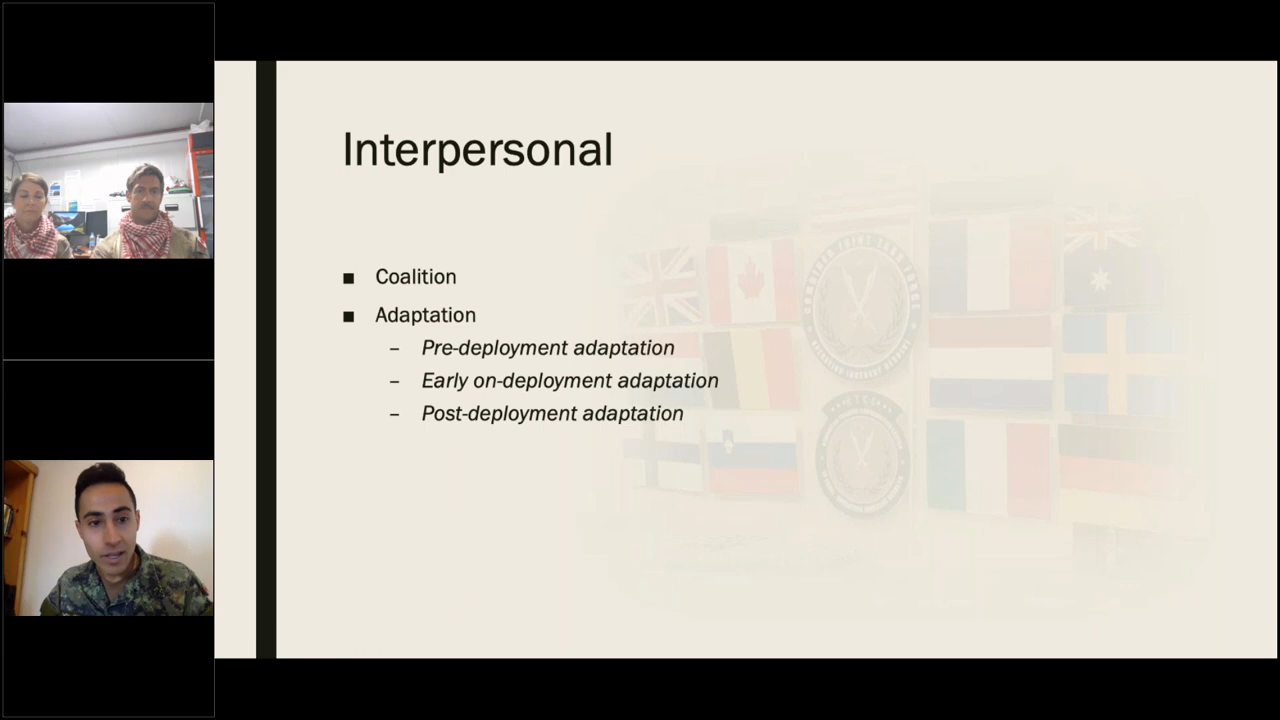 Interpersonal
■ Coalition
■ Adaptation
– Pre-deployment adaptation
– Early on-deployment adaptation
– Post-deployment adaptation